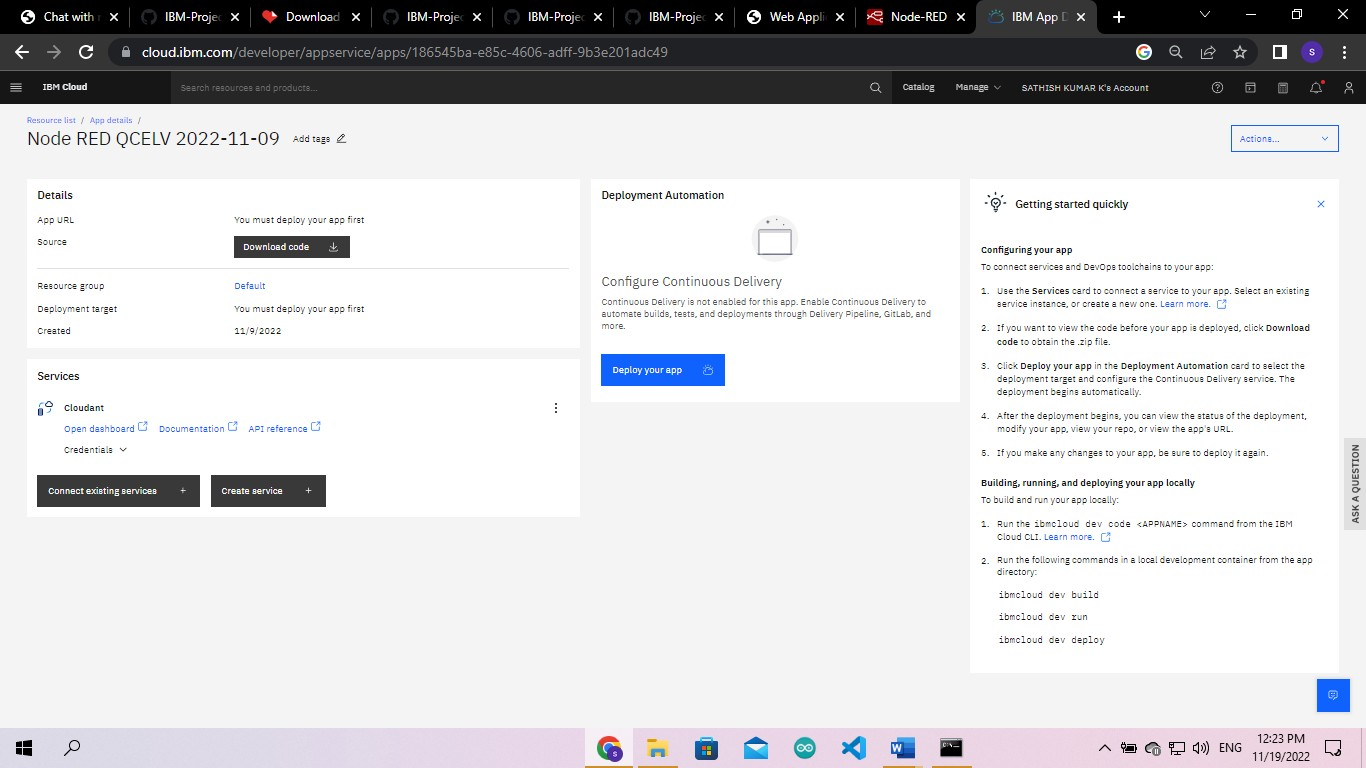 Chat with r
IBM-Projec
Download
IBM-Projec
IBM-Projec
IBM-Projec
Web Appli
Node-RED
IBM App D
cloud.ibm.com/developer/appservice/apps/186545ba-e85c-4606-adff-9b3e201adc49
S
IBM Cloud
Search resources and products...
Catalog
Manage
SATHISH KUMAR K's Account
Resource list / App details /
Node RED QCELV 2022-11-09
Add tags
Actions...
Details
App URL
You must deploy your app first
Source
Download code
Resource group
Default
Deployment target
You must deploy your app first
Created
11/9/2022
Services
Cloudant
Open dashboard
Documentation
API reference
Credentials
Connect existing services +
Create service +
Deployment Automation
Configure Continuous Delivery
Continuous Delivery is not enabled for this app. Enable Continuous Delivery to
automate builds, tests, and deployments through Delivery Pipeline, GitLab, and
more.
Deploy your app
Getting started quickly
Configuring your app
To connect services and DevOps toolchains to your app:
1. Use the Services card to connect a service to your app. Select an existing
service instance, or create a new one. Learn more.
2. If you want to view the code before your app is deployed, click Download
code to obtain the .zip file.
3. Click Deploy your app in the Deployment Automation card to select the
deployment target and configure the Continuous Delivery service. The
deployment begins automatically.
4. After the deployment begins, you can view the status of the deployment,
modify your app, view your repo, or view the app's URL.
5. If you make any changes to your app, be sure to deploy it again.
Building, running, and deploying your app locally
To build and run your app locally:
1. Run the ibmcloud dev code <APPNAME> command from the IBM
Cloud CLI. Learn more.
2. Run the following commands in a local development container from the app
directory:
ibmcloud dev build
ibmcloud dev run
ibmcloud dev deploy
ASK A QUESTION
ENG
12:23 PM
11/19/2022